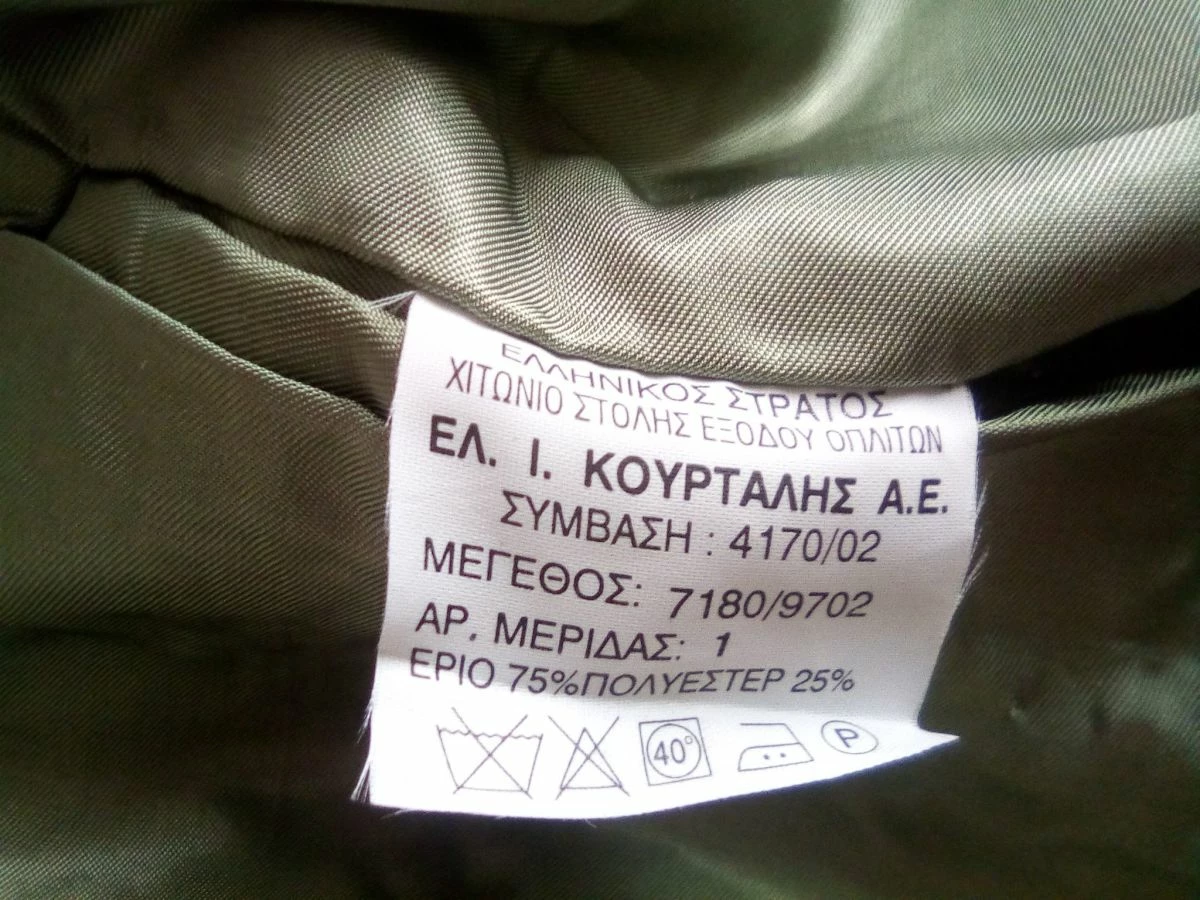 ΕΛΛΗΝΙΚΟΣ ΣΤΡΑΤΟΣ
ΧΙΤΩΝΙΟ ΣΤΟΛΗΣ ΕΞΟΔΟΥ ΟΠΛΙΤΩΝ
ΕΛ. Ι. ΚΟΥΡΤΑΛΗΣ Α.Ε.
ΣΥΜΒΑΣΗ : 4170/02
ΜΕΓΕΘΟΣ: 7180/9702
ΑΡ. ΜΕΡΙΔΑΣ: 1
ΕΡΙΟ 75%ΠΟΛΥΕΣΤΕΡ 25%
40° P